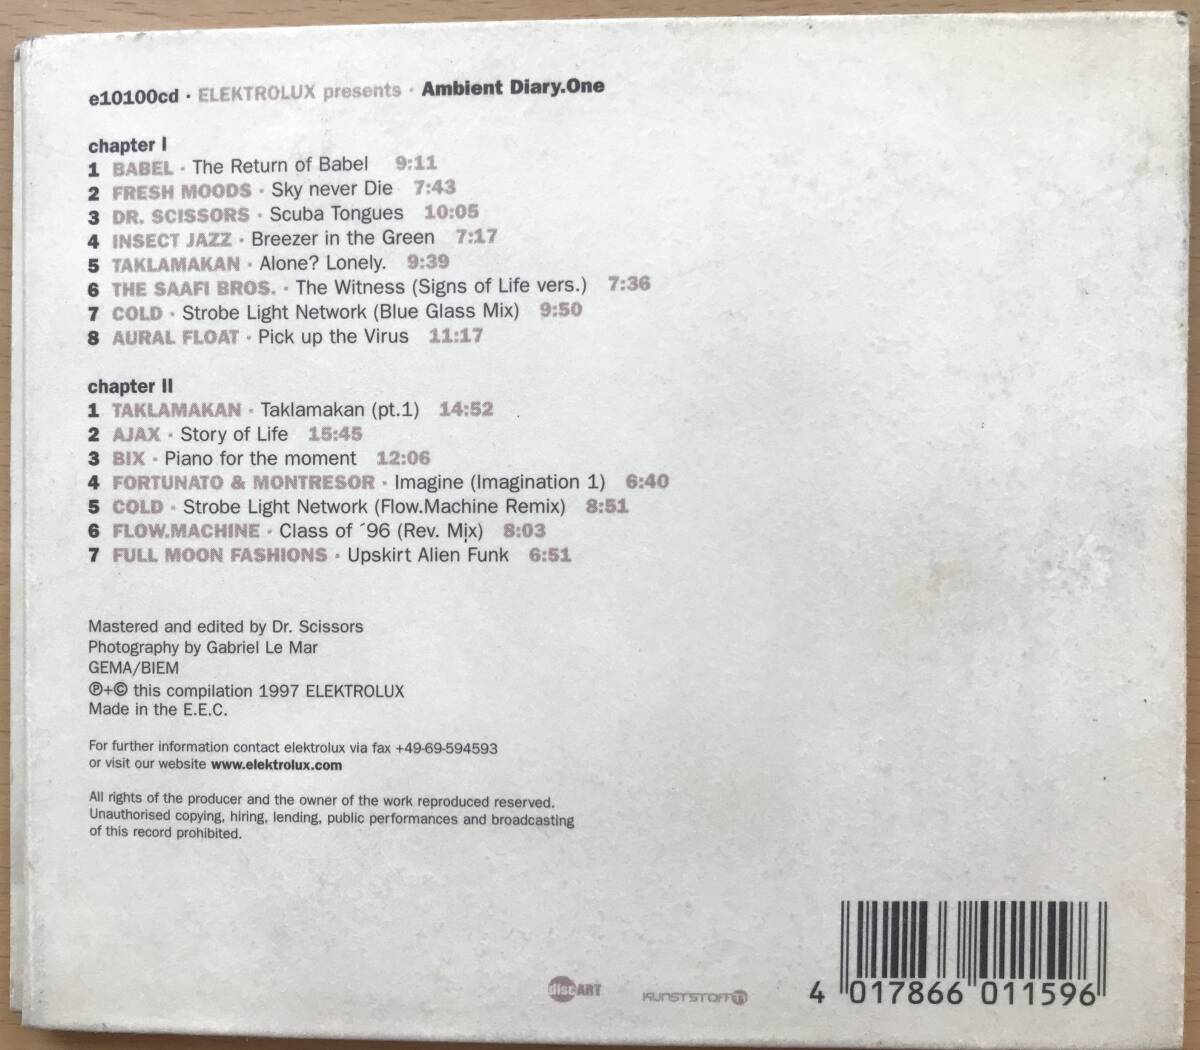 e10100cd · ELEKTROLUX presents · Ambient Diary.One
chapter I
1 BABEL · The Return of Babel 9:11
2 FRESH MOODS · Sky never Die 7:43
3 DR. SCISSORS · Scuba Tongues 10:05
4 INSECT JAZZ · Breezer in the Green 7:17
5 TAKLAMAKAN · Alone? Lonely. 9:39
6 THE SAAFI BROS. · The Witness (Signs of Life vers.) 7:36
7 COLD · Strobe Light Network (Blue Glass Mix) 9:50
8 AURAL FLOAT · Pick up the Virus 11:17
chapter II
1 TAKLAMAKAN · Taklamakan (pt.1) 14:52
2 AJAX · Story of Life 15:45
3 BIX · Piano for the moment 12:06
4 FORTUNATO & MONTRESOR · Imagine (Imagination 1) 6:40
5 COLD · Strobe Light Network (Flow.Machine Remix) 8:51
6 FLOW.MACHINE · Class of ´96 (Rev. Mix) 8:03
7 FULL MOON FASHIONS · Upskirt Alien Funk 6:51
Mastered and edited by Dr. Scissors
Photography by Gabriel Le Mar
GEMA/BIEM
℗+© this compilation 1997 ELEKTROLUX
Made in the E.E.C.
For further information contact elektrolux via fax +49-69-594593
or visit our website www.elektrolux.com
All rights of the producer and the owner of the work reproduced reserved.
Unauthorised copying, hiring, lending, public performances and broadcasting
of this record prohibited.
discART
KUNSTSTOFF
4 017866 011596